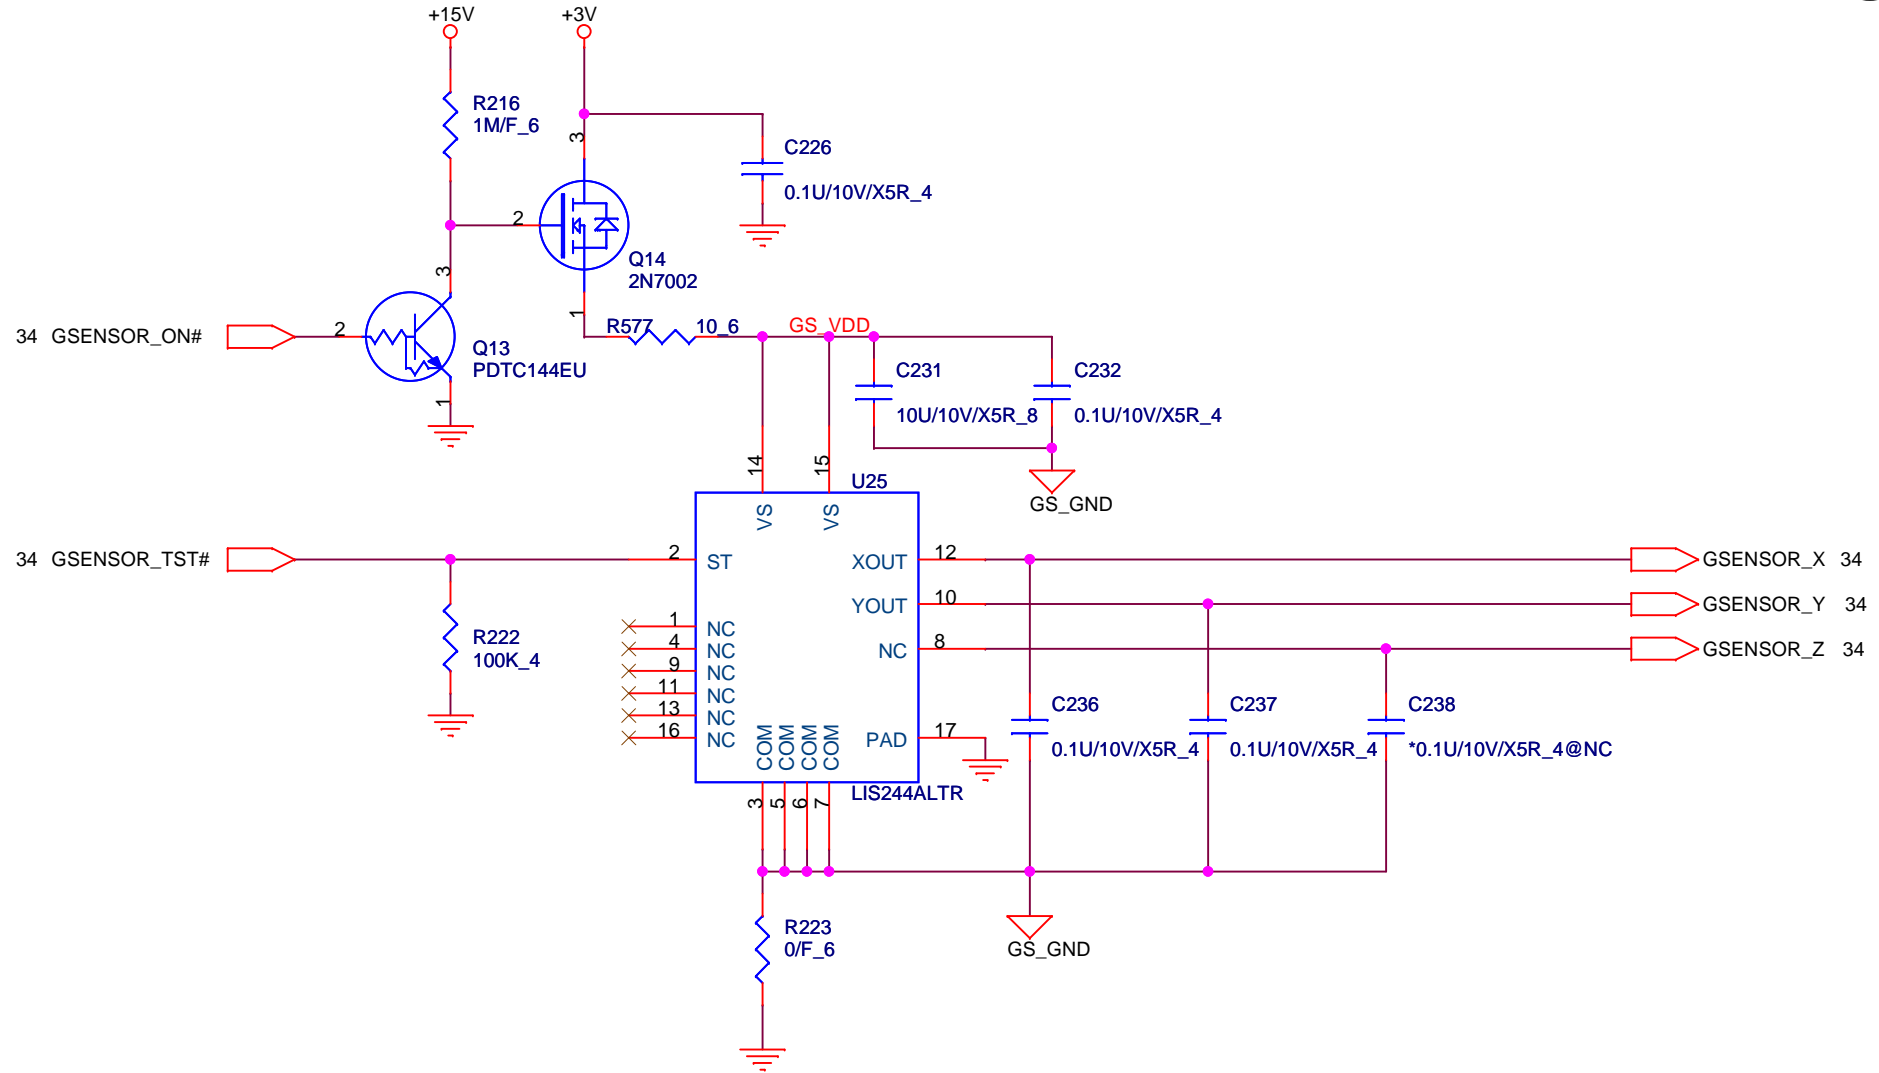 +15V
+3V
R216
1M/F_6
3
C226
0.1U/10V/X5R_4
2
Q14
2N7002
3
1
34 GSENSOR_ON#
2
Q13
PDTC144EU
1
R577 10_6
GS_VDD
C231
10U/10V/X5R_8
C232
0.1U/10V/X5R_4
14
15
U25
GS_GND
VS
VS
34 GSENSOR_TST#
2
ST
XOUT
12
GSENSOR_X 34
YOUT
10
GSENSOR_Y 34
NC
8
GSENSOR_Z 34
R222
100K_4
1
NC
4
NC
9
NC
11
NC
13
NC
16
NC
COM
COM
COM
COM
PAD
17
C236
0.1U/10V/X5R_4
C237
0.1U/10V/X5R_4
C238
*0.1U/10V/X5R_4@NC
LIS244ALTR
3
5
6
7
R223
0/F_6
GS_GND